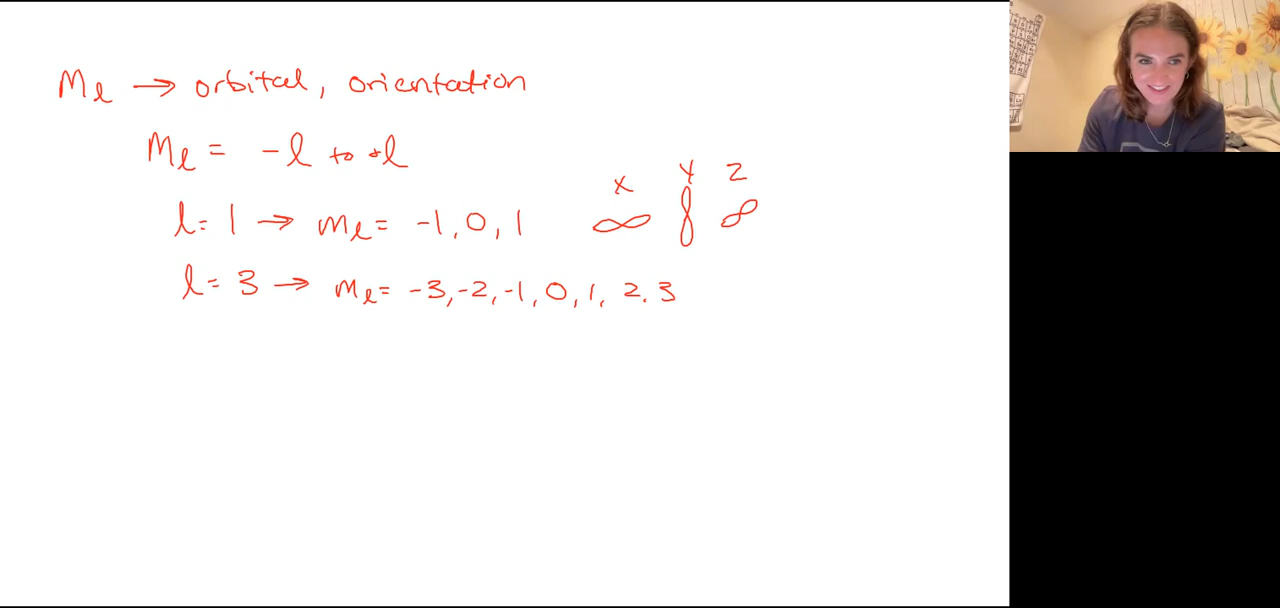 Ml → orbital, orientation
Ml = -l to +l
x y z
l= 1 → ml= -1, 0, 1
l= 3 → ml= -3,-2,-1,0,1, 2. 3